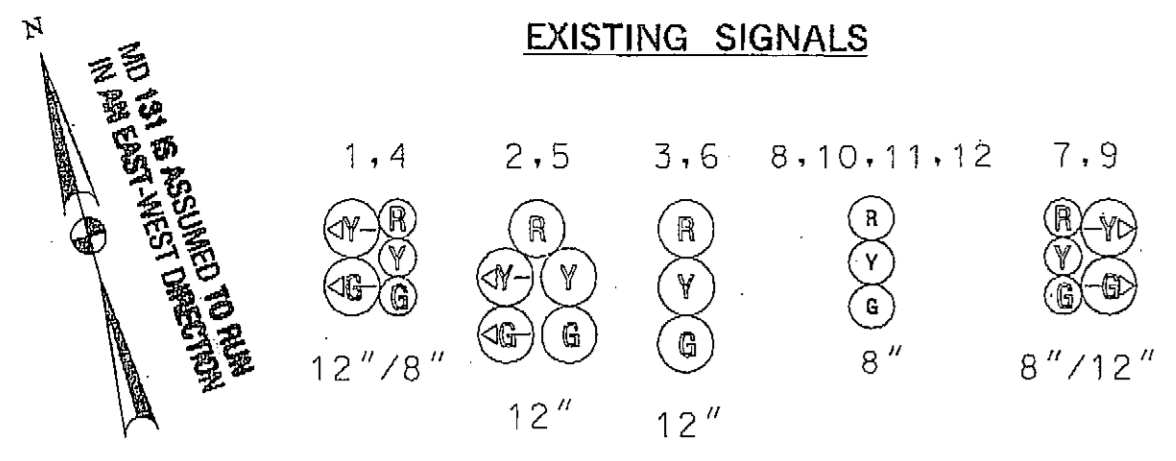 N
MD 131 IS ASSUMED TO RUN
IN AN EAST-WEST DIRECTION
EXISTING SIGNALS
1,4
2,5
3,6
8,10,11,12
7,9
Y R
Y
G G
12"/8"
R
Y Y
G G
12"
R
Y
G
12"
R
Y
G
8"
R Y
Y
G G
8"/12"